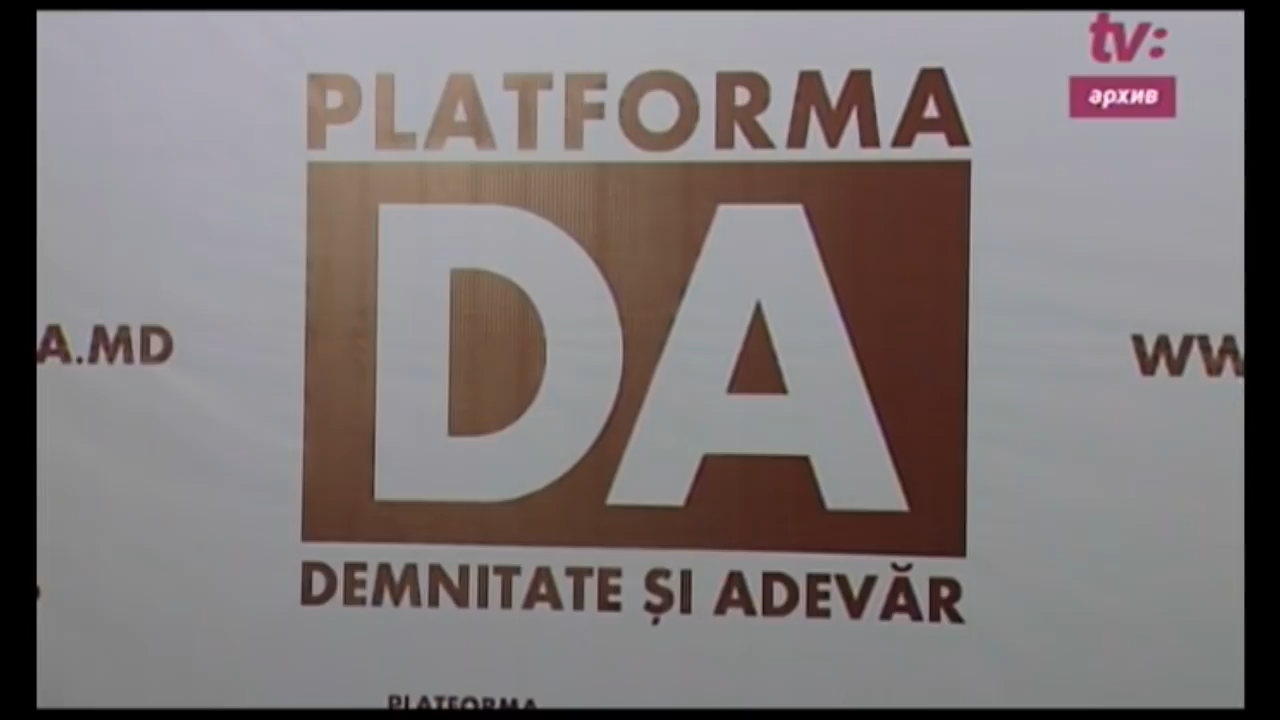 tv:
архив
PLATFORMA
DA
A.MD
WW
DEMNITATE ȘI ADEVĂR
PLATFORMA